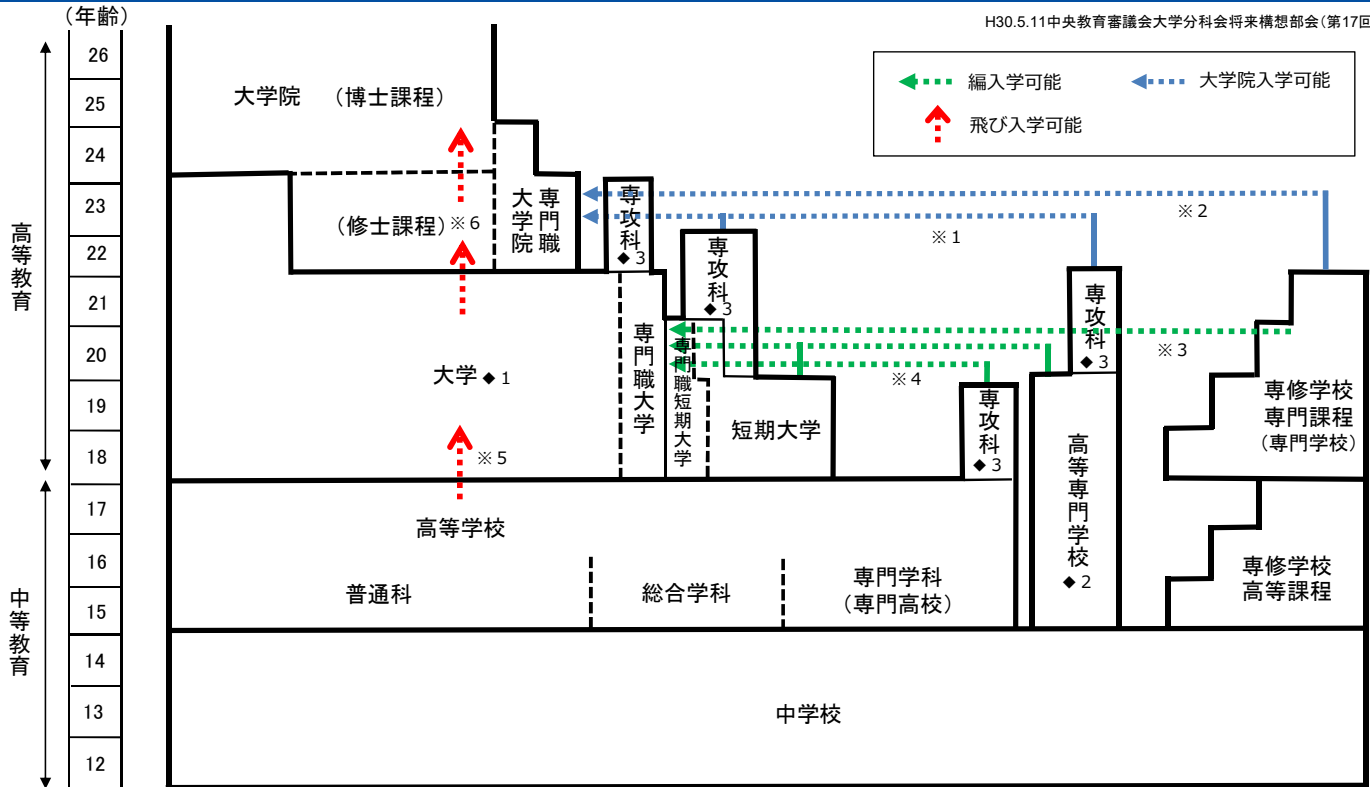 （年齢）
H30.5.11中央教育審議会大学分科会将来構想部会（第17回
編入学可能
大学院入学可能
飛び入学可能
高等教育
中等教育
26
25
24
23
22
21
20
19
18
17
16
15
14
13
12
大学院　（博士課程）
（修士課程）※6
専門職
大学院
専攻科
◆3
専攻科
◆3
※2
※1
専攻科
◆3
※3
※4
大学◆1
専門職大学
専門職短期大学
短期大学
専攻科
◆3
高等専門学校
◆2
専修学校
専門課程
（専門学校）
※5
高等学校
普通科
総合学科
専門学科
（専門高校）
専修学校
高等課程
中学校